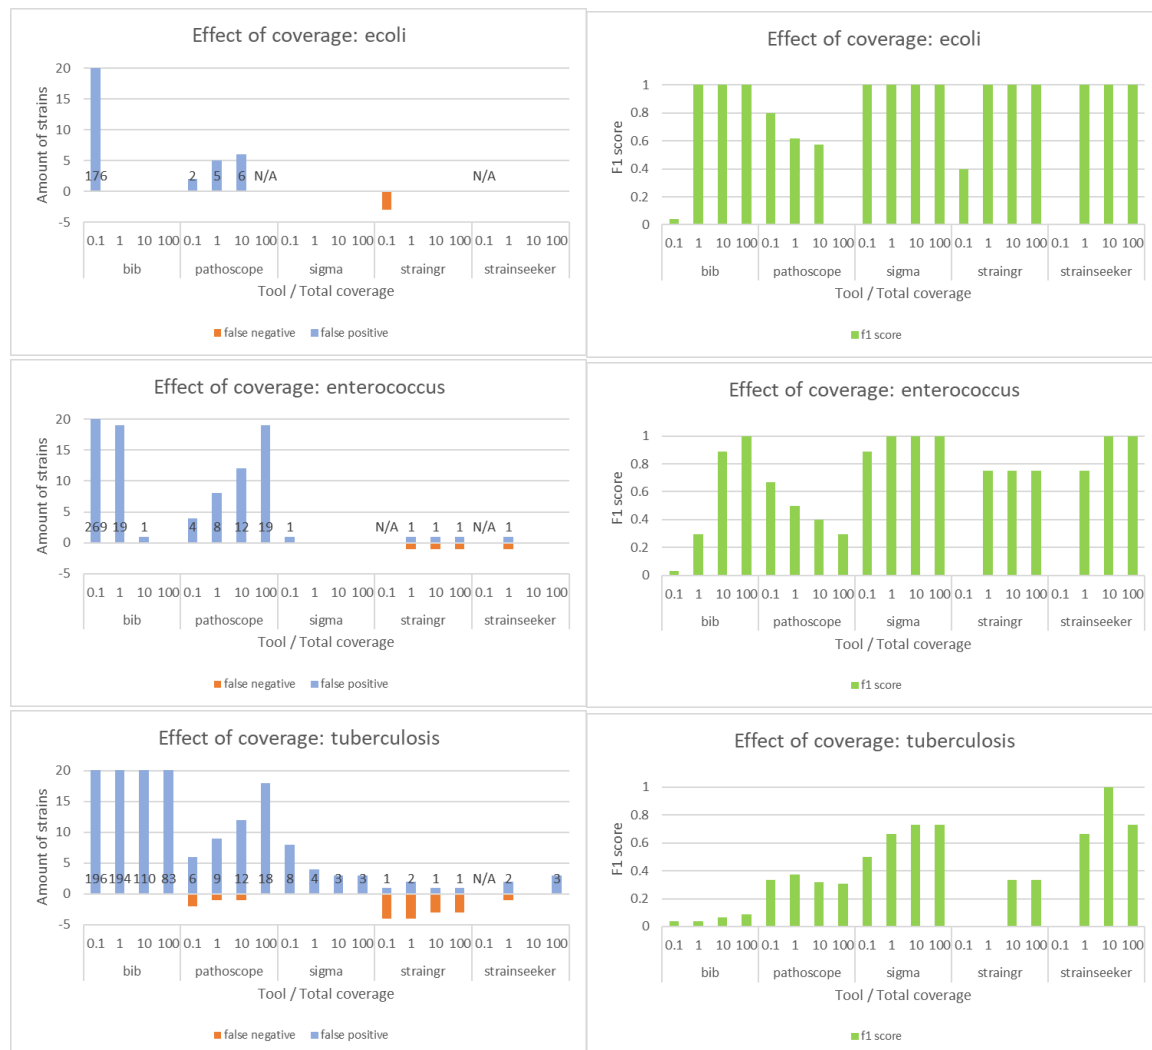 Effect of coverage: ecoli
20
15
10
5
0
-5
Amount of strains
176 2 5 6 N/A N/A
0.1 1 10 100 0.1 1 10 100 0.1 1 10 100 0.1 1 10 100 0.1 1 10 100
bib pathoscope sigma straingr strainseeker
Tool / Total coverage
false negative false positive
Effect of coverage: ecoli
1
0.8
0.6
0.4
0.2
0
F1 score
0.1 1 10 100 0.1 1 10 100 0.1 1 10 100 0.1 1 10 100 0.1 1 10 100
bib pathoscope sigma straingr strainseeker
Tool / Total coverage
f1 score
Effect of coverage: enterococcus
20
15
10
5
0
-5
Amount of strains
269 19 1 4 8 12 19 1 N/A 1 1 1 N/A 1
0.1 1 10 100 0.1 1 10 100 0.1 1 10 100 0.1 1 10 100 0.1 1 10 100
bib pathoscope sigma straingr strainseeker
Tool / Total coverage
false negative false positive
Effect of coverage: enterococcus
1
0.8
0.6
0.4
0.2
0
F1 score
0.1 1 10 100 0.1 1 10 100 0.1 1 10 100 0.1 1 10 100 0.1 1 10 100
bib pathoscope sigma straingr strainseeker
Tool / Total coverage
f1 score
Effect of coverage: tuberculosis
20
15
10
5
0
-5
Amount of strains
196 194 110 83 6 9 12 18 8 4 3 3 1 2 1 1 N/A 2 3
0.1 1 10 100 0.1 1 10 100 0.1 1 10 100 0.1 1 10 100 0.1 1 10 100
bib pathoscope sigma straingr strainseeker
Tool / Total coverage
false negative false positive
Effect of coverage: tuberculosis
1
0.8
0.6
0.4
0.2
0
F1 score
0.1 1 10 100 0.1 1 10 100 0.1 1 10 100 0.1 1 10 100 0.1 1 10 100
bib pathoscope sigma straingr strainseeker
Tool / Total coverage
f1 score